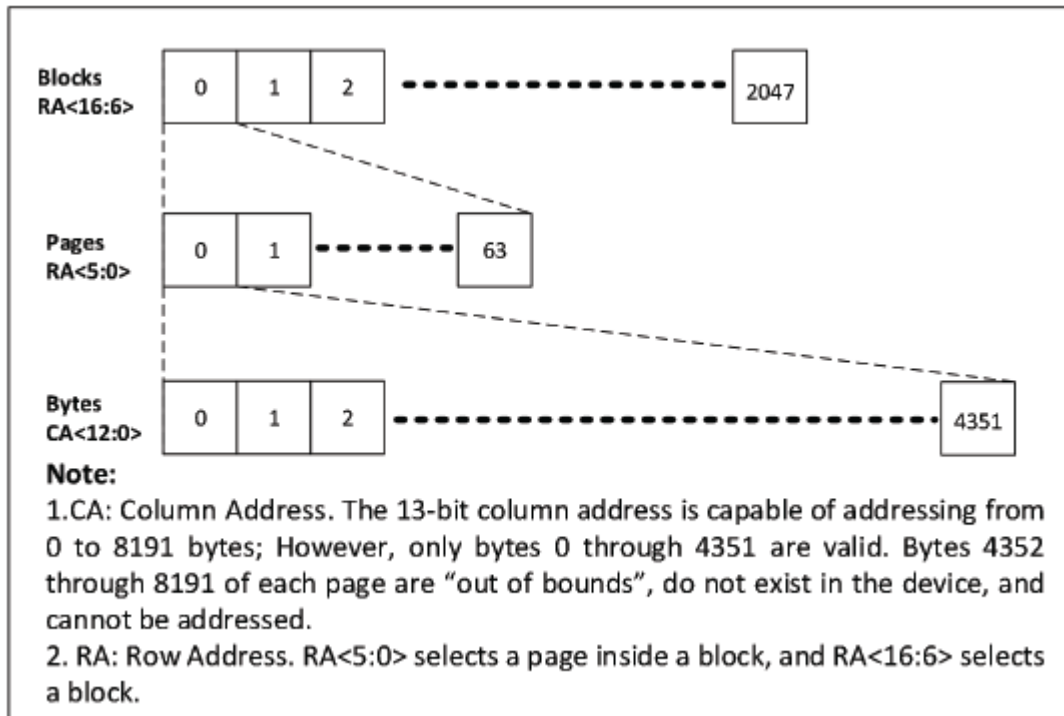 Blocks
RA<16:6>
0 1 2 2047
Pages
RA<5:0>
0 1 63
Bytes
CA<12:0>
0 1 2 4351
Note:
1.CA: Column Address. The 13-bit column address is capable of addressing from
0 to 8191 bytes; However, only bytes 0 through 4351 are valid. Bytes 4352
through 8191 of each page are “out of bounds”, do not exist in the device, and
cannot be addressed.
2. RA: Row Address. RA<5:0> selects a page inside a block, and RA<16:6> selects
a block.